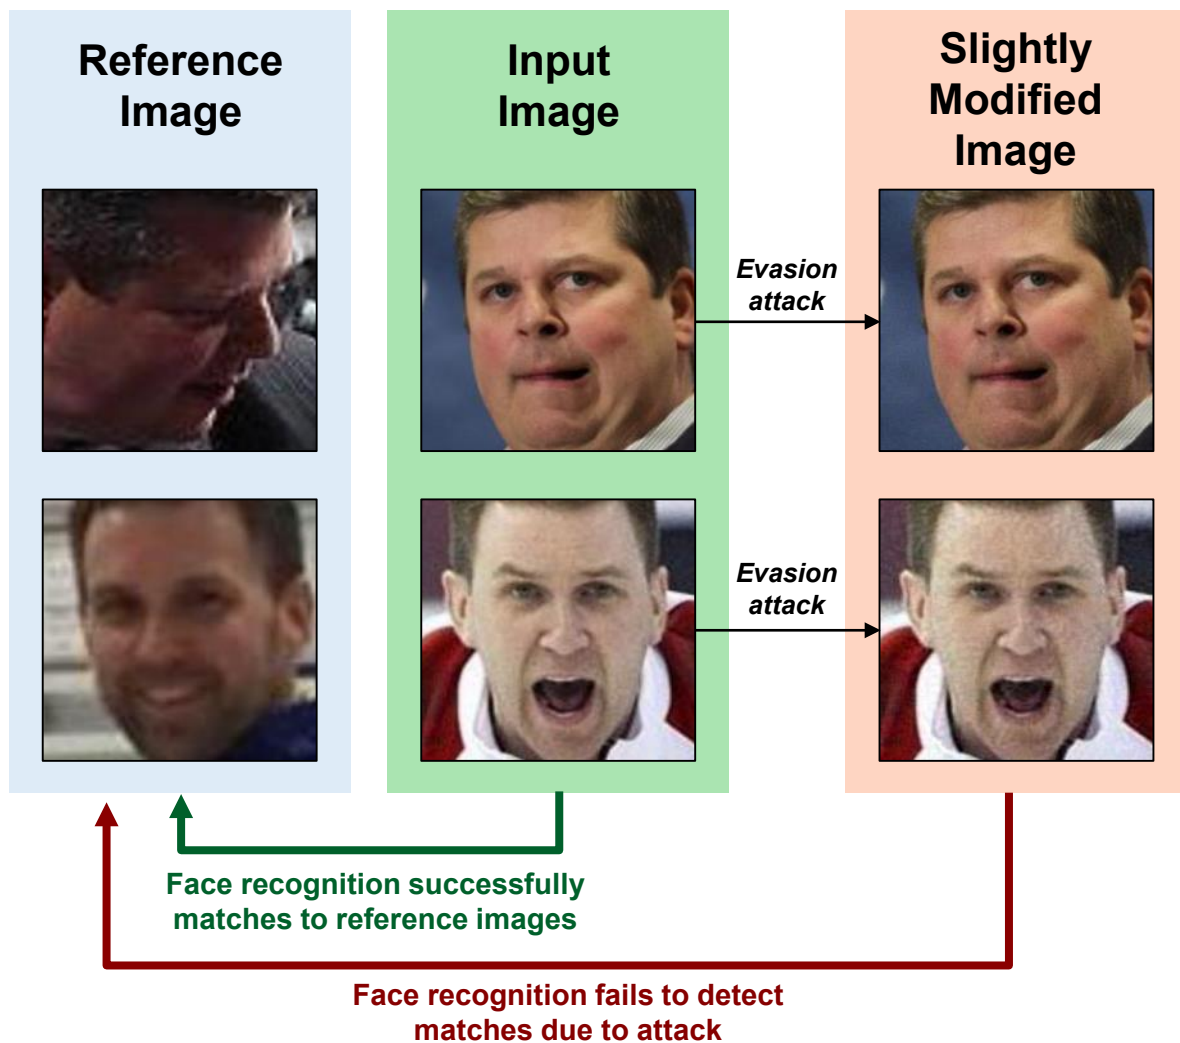 Reference
Image
Input
Image
Slightly
Modified
Image
Evasion
attack
Evasion
attack
Face recognition successfully
matches to reference images
Face recognition fails to detect
matches due to attack